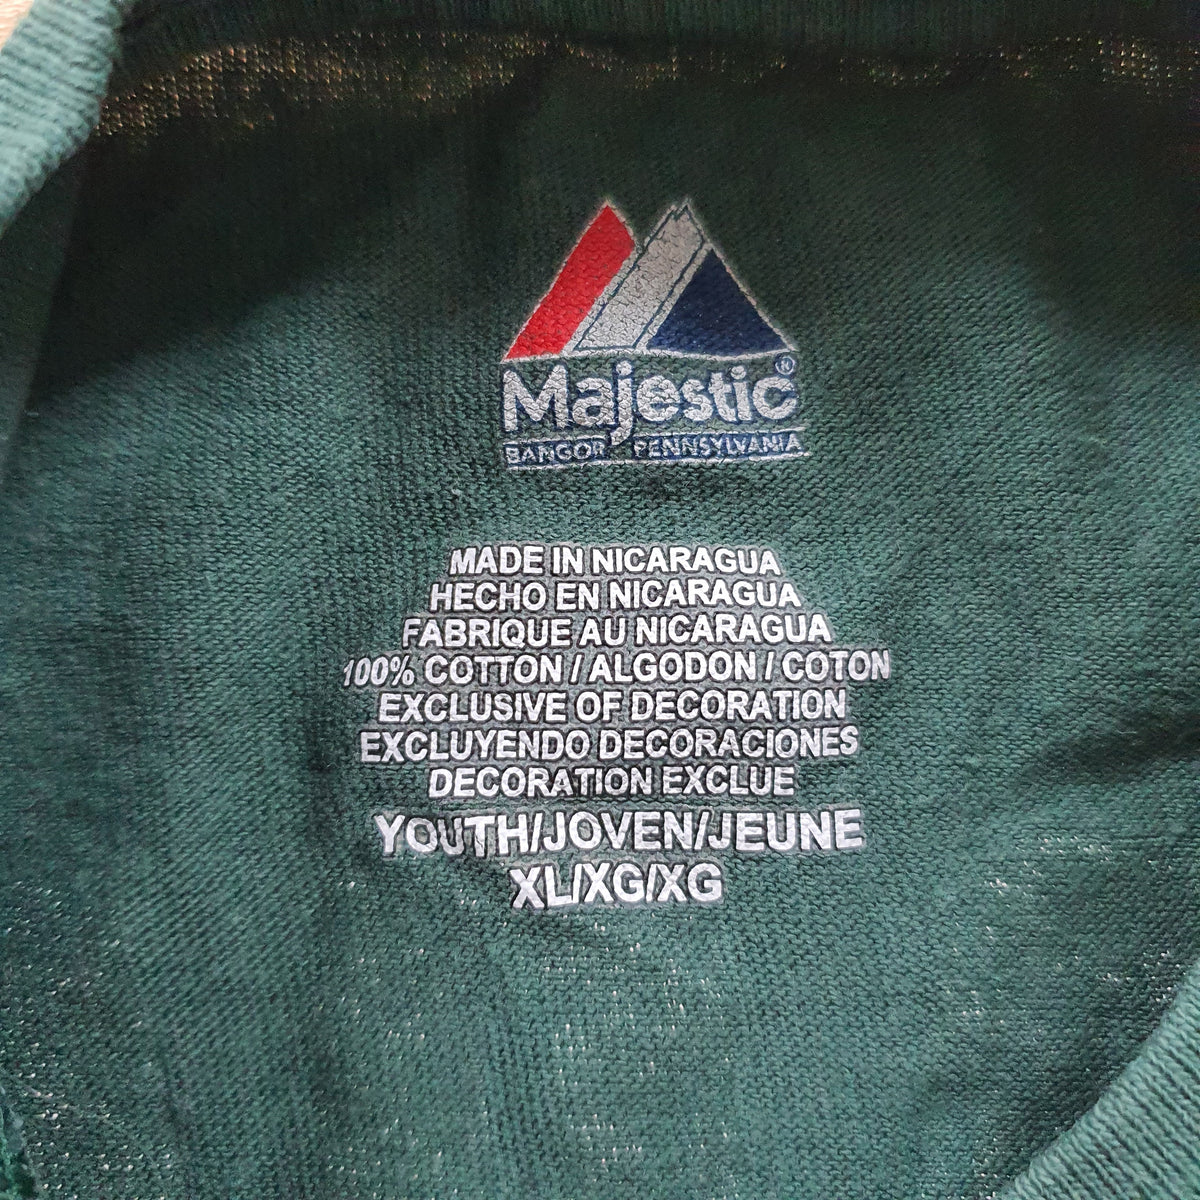 Majestic®
BANGOR PENNSYLVANIA
MADE IN NICARAGUA
HECHO EN NICARAGUA
FABRIQUE AU NICARAGUA
100% COTTON / ALGODON / COTON
EXCLUSIVE OF DECORATION
EXCLUYENDO DECORACIONES
DECORATION EXCLUE
YOUTH/JOVEN/JEUNE
XL/XG/XG